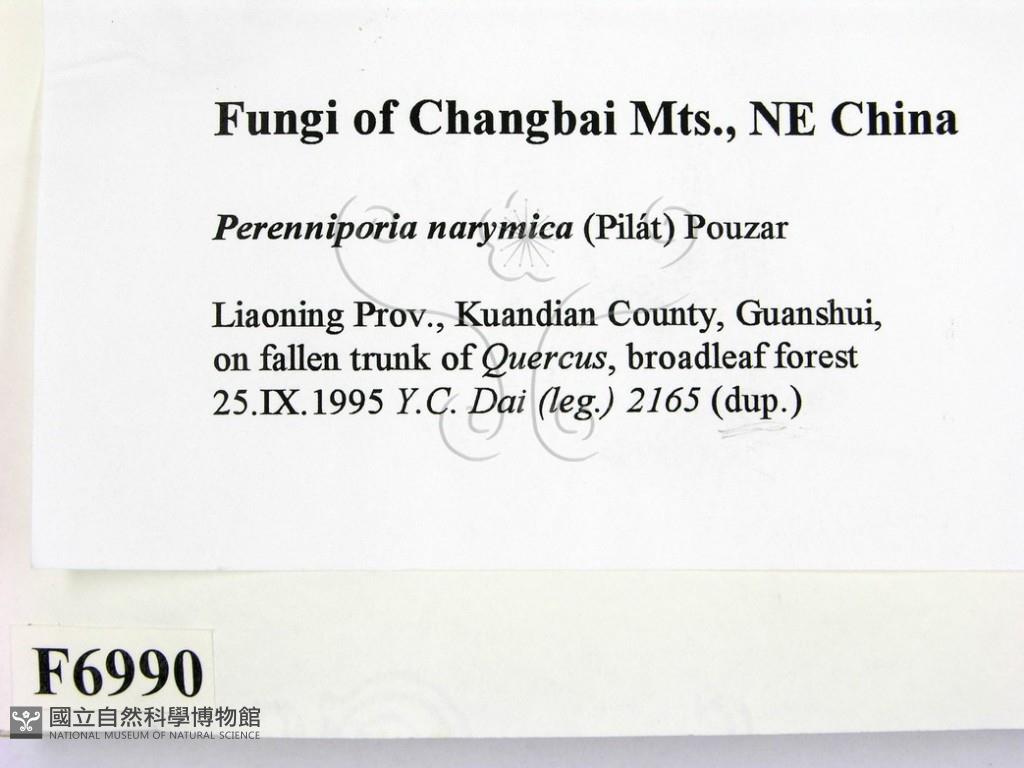 Fungi of Changbai Mts., NE China
Perenniporia narymica (Pilát) Pouzar
Liaoning Prov., Kuandian County, Guanshui,
on fallen trunk of Quercus, broadleaf forest
25.IX.1995 Y.C. Dai (leg.) 2165 (dup.)
F6990
國立自然科學博物館
NATIONAL MUSEUM OF NATURAL SCIENCE